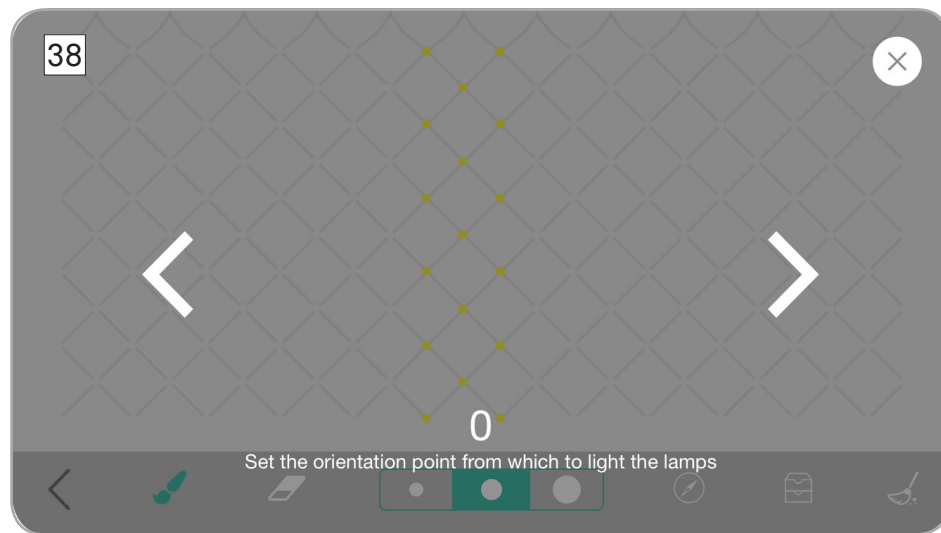 38
0
Set the orientation point from which to light the lamps